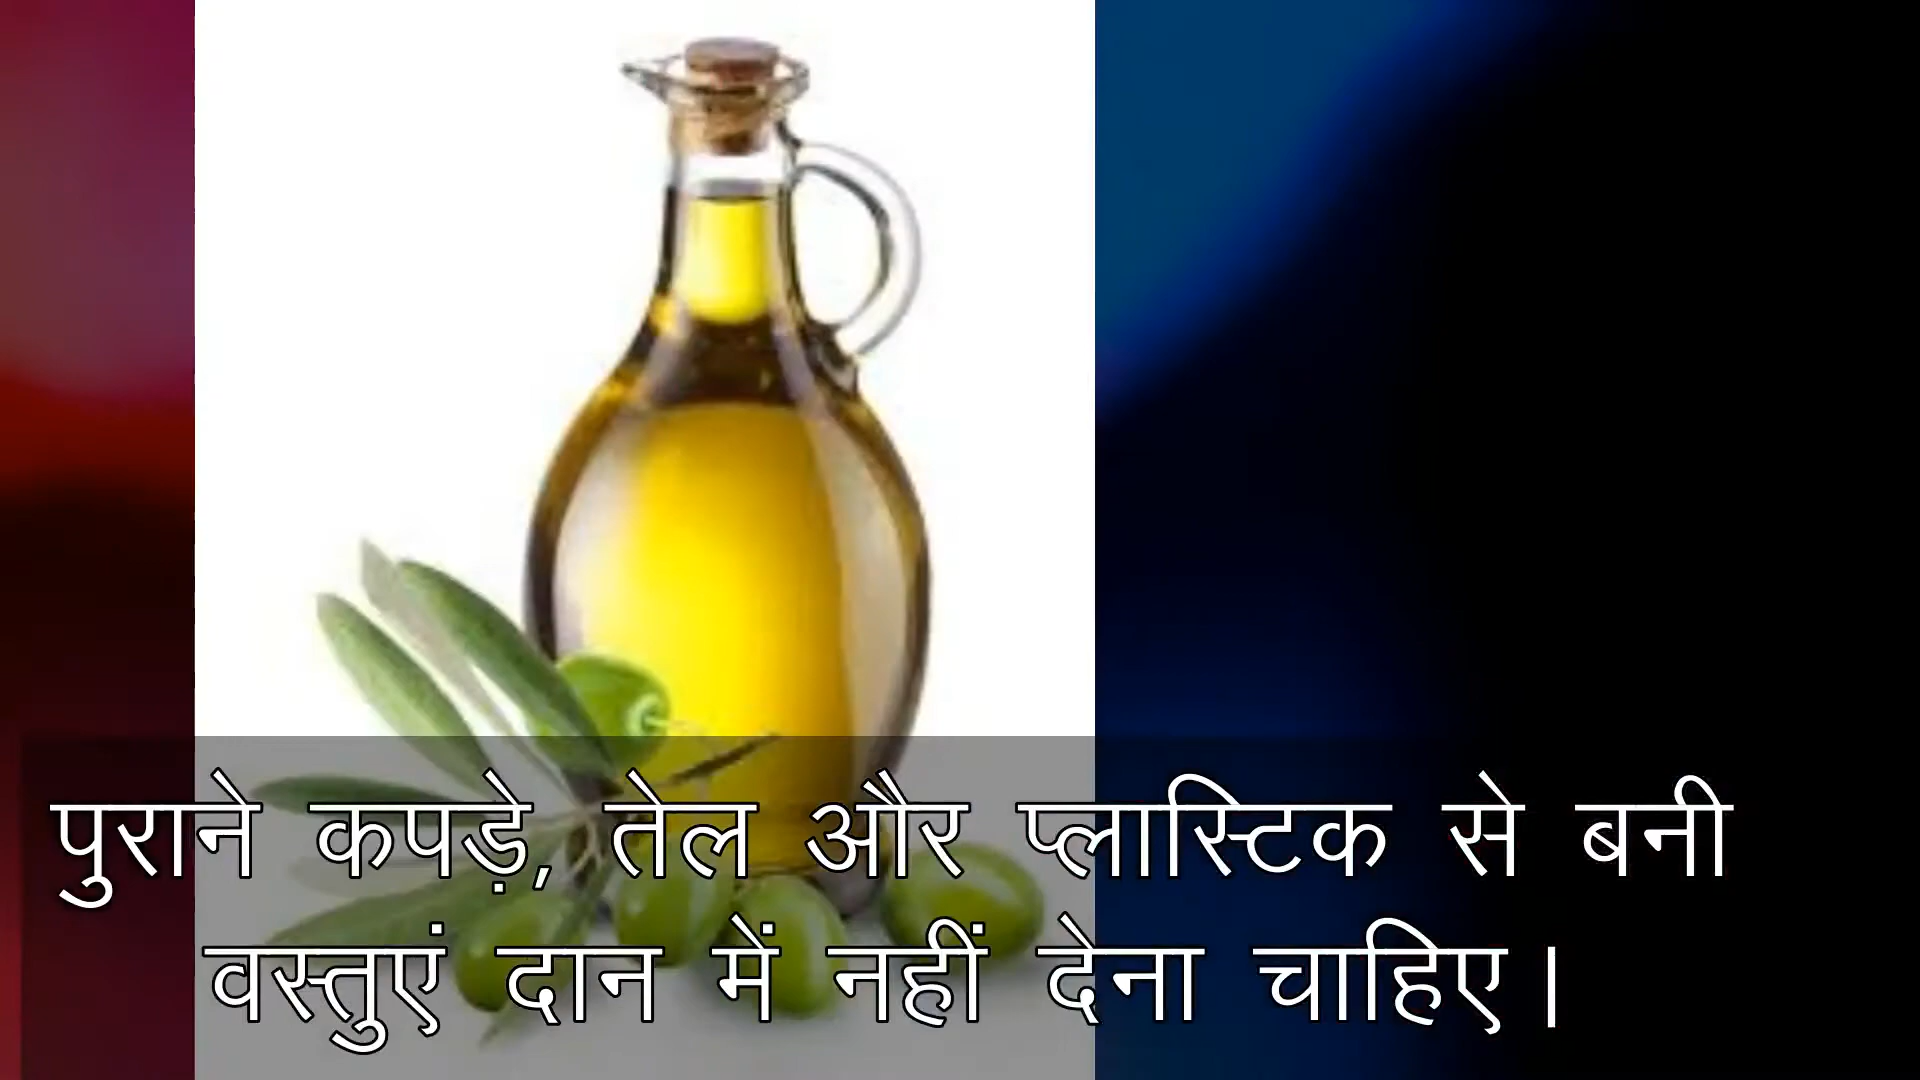 पुराने कपड़े, तेल और प्लास्टिक से बनी
वस्तुएं दान में नहीं देना चाहिए।